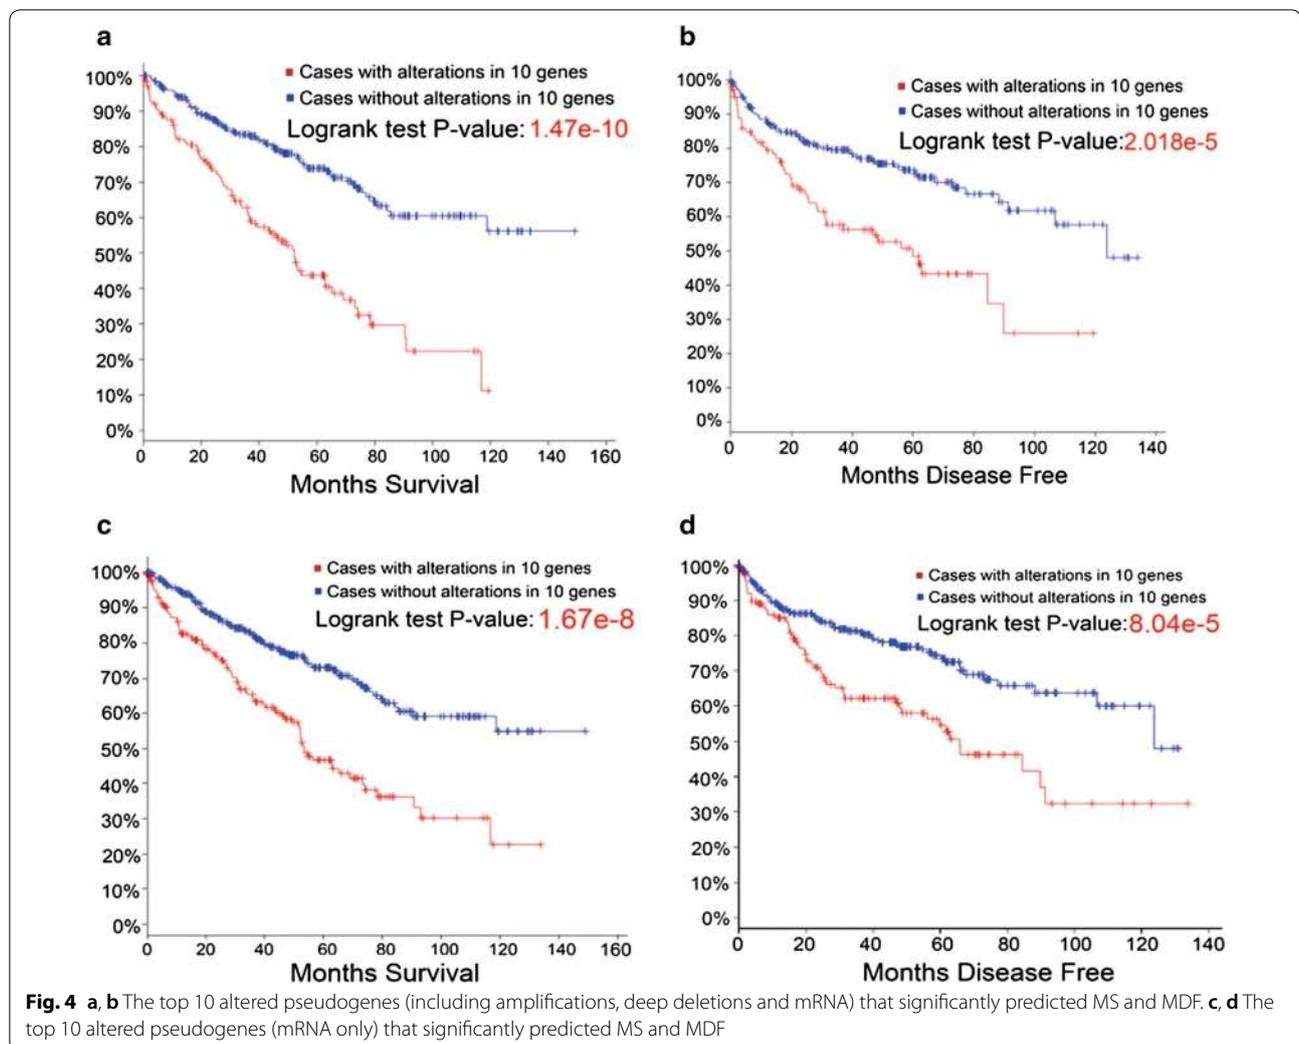 a
Cases with alterations in 10 genes
Cases without alterations in 10 genes
Logrank test P-value: 1.47e-10
100%
90%
80%
70%
60%
50%
40%
30%
20%
10%
0%
0 20 40 60 80 100 120 140 160
Months Survival
b
Cases with alterations in 10 genes
Cases without alterations in 10 genes
Logrank test P-value:2.018e-5
100%
90%
80%
70%
60%
50%
40%
30%
20%
10%
0%
0 20 40 60 80 100 120 140
Months Disease Free
c
Cases with alterations in 10 genes
Cases without alterations in 10 genes
Logrank test P-value: 1.67e-8
100%
90%
80%
70%
60%
50%
40%
30%
20%
10%
0%
0 20 40 60 80 100 120 140 160
Months Survival
d
Cases with alterations in 10 genes
Cases without alterations in 10 genes
Logrank test P-value:8.04e-5
100%
90%
80%
70%
60%
50%
40%
30%
20%
10%
0%
0 20 40 60 80 100 120 140
Months Disease Free
Fig. 4 a, b The top 10 altered pseudogenes (including amplifications, deep deletions and mRNA) that significantly predicted MS and MDF. c, d The
top 10 altered pseudogenes (mRNA only) that significantly predicted MS and MDF